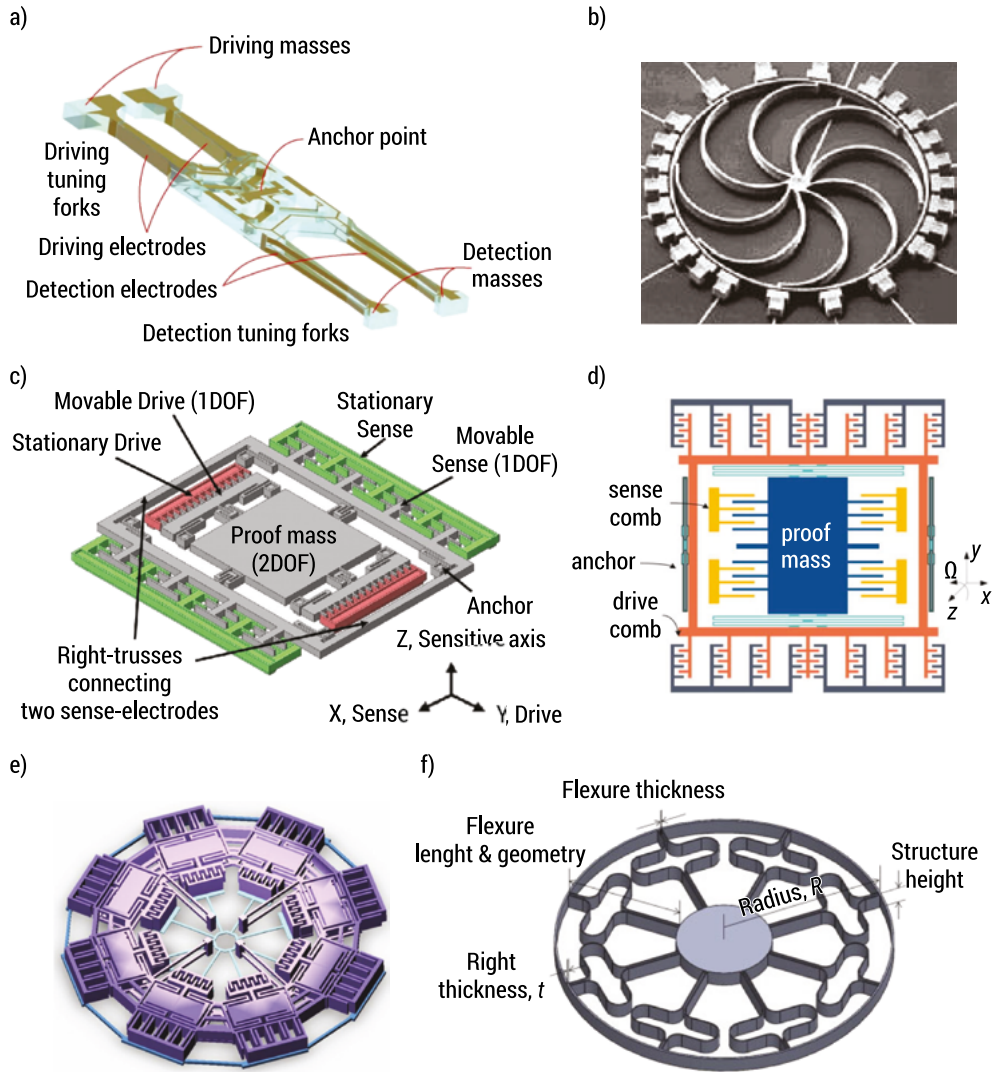 a)
Driving masses
Anchor point
Driving
tuning
forks
Driving electrodes
Detection electrodes
Detection
masses
Detection tuning forks
b)
c)
Movable Drive (1DOF)
Stationary Drive
Stationary
Sense
Movable
Sense (1DOF)
Proof mass
(2DOF)
Anchor
Right-trusses
connecting
two sense-electrodes
Z, Sensitive axis
X, Sense
Y, Drive
d)
sense
comb
proof
mass
anchor
drive
comb
Ω
y
x
z
e)
f)
Flexure thickness
Flexure
lenght & geometry
Structure
height
Radius, R
Right
thickness, t